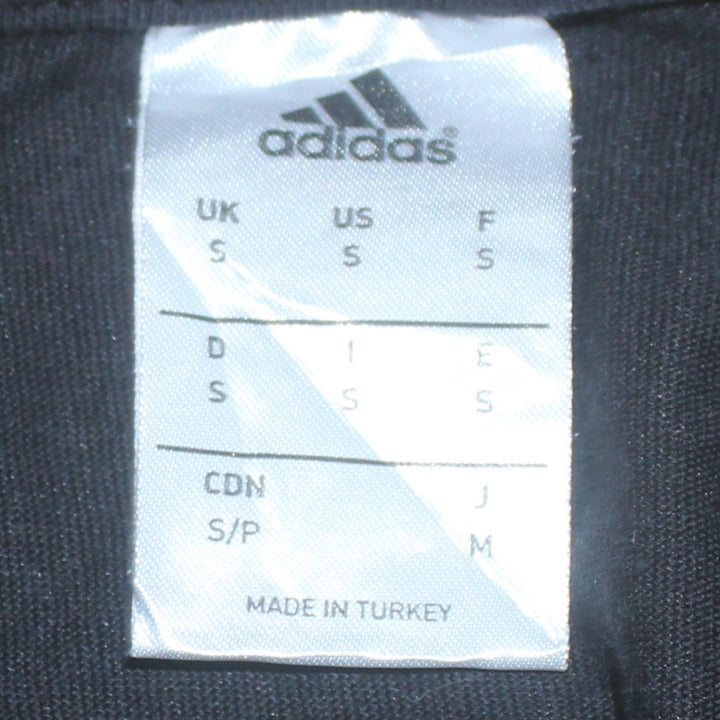 adidas®
UK US F
S S S
D I E
S S S
CDN J
S/P M
MADE IN TURKEY